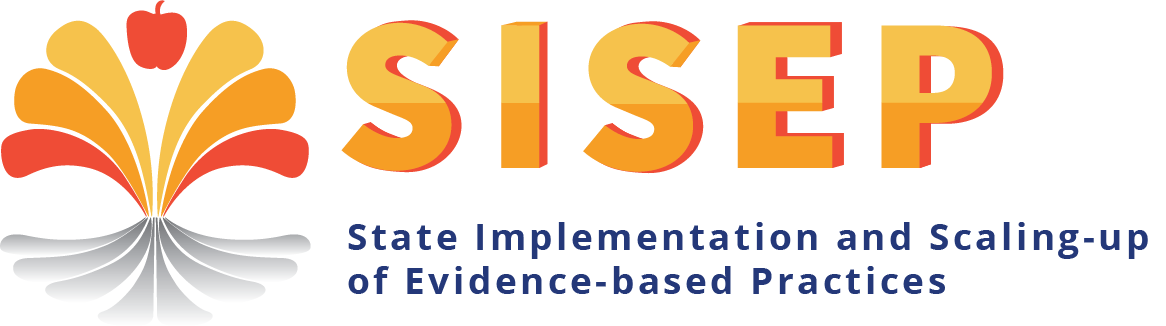 SISEP
State Implementation and Scaling-up
of Evidence-based Practices